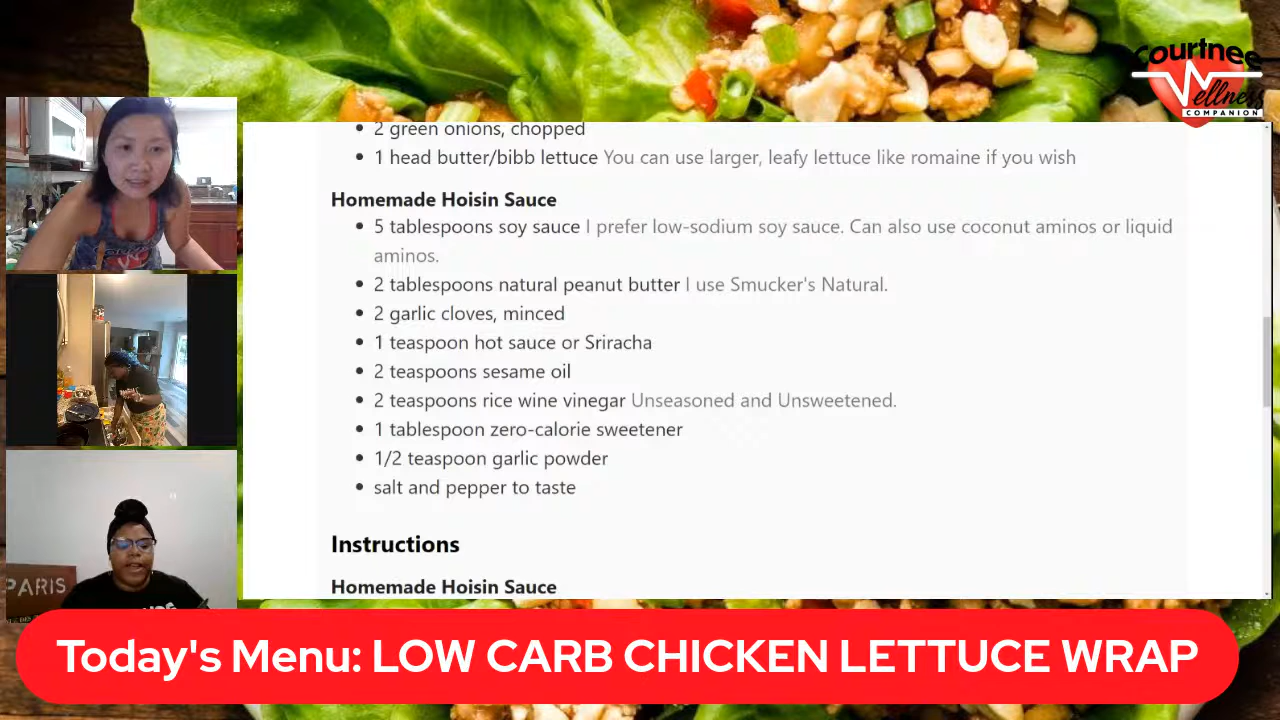 courtnee
Wellness
COMPANION
2 green onions, chopped
1 head butter/bibb lettuce You can use larger, leafy lettuce like romaine if you wish
Homemade Hoisin Sauce
5 tablespoons soy sauce I prefer low-sodium soy sauce. Can also use coconut aminos or liquid
aminos.
2 tablespoons natural peanut butter I use Smucker's Natural.
2 garlic cloves, minced
1 teaspoon hot sauce or Sriracha
2 teaspoons sesame oil
2 teaspoons rice wine vinegar Unseasoned and Unsweetened.
1 tablespoon zero-calorie sweetener
1/2 teaspoon garlic powder
salt and pepper to taste
Instructions
Homemade Hoisin Sauce
PARIS
Today's Menu: LOW CARB CHICKEN LETTUCE WRAP